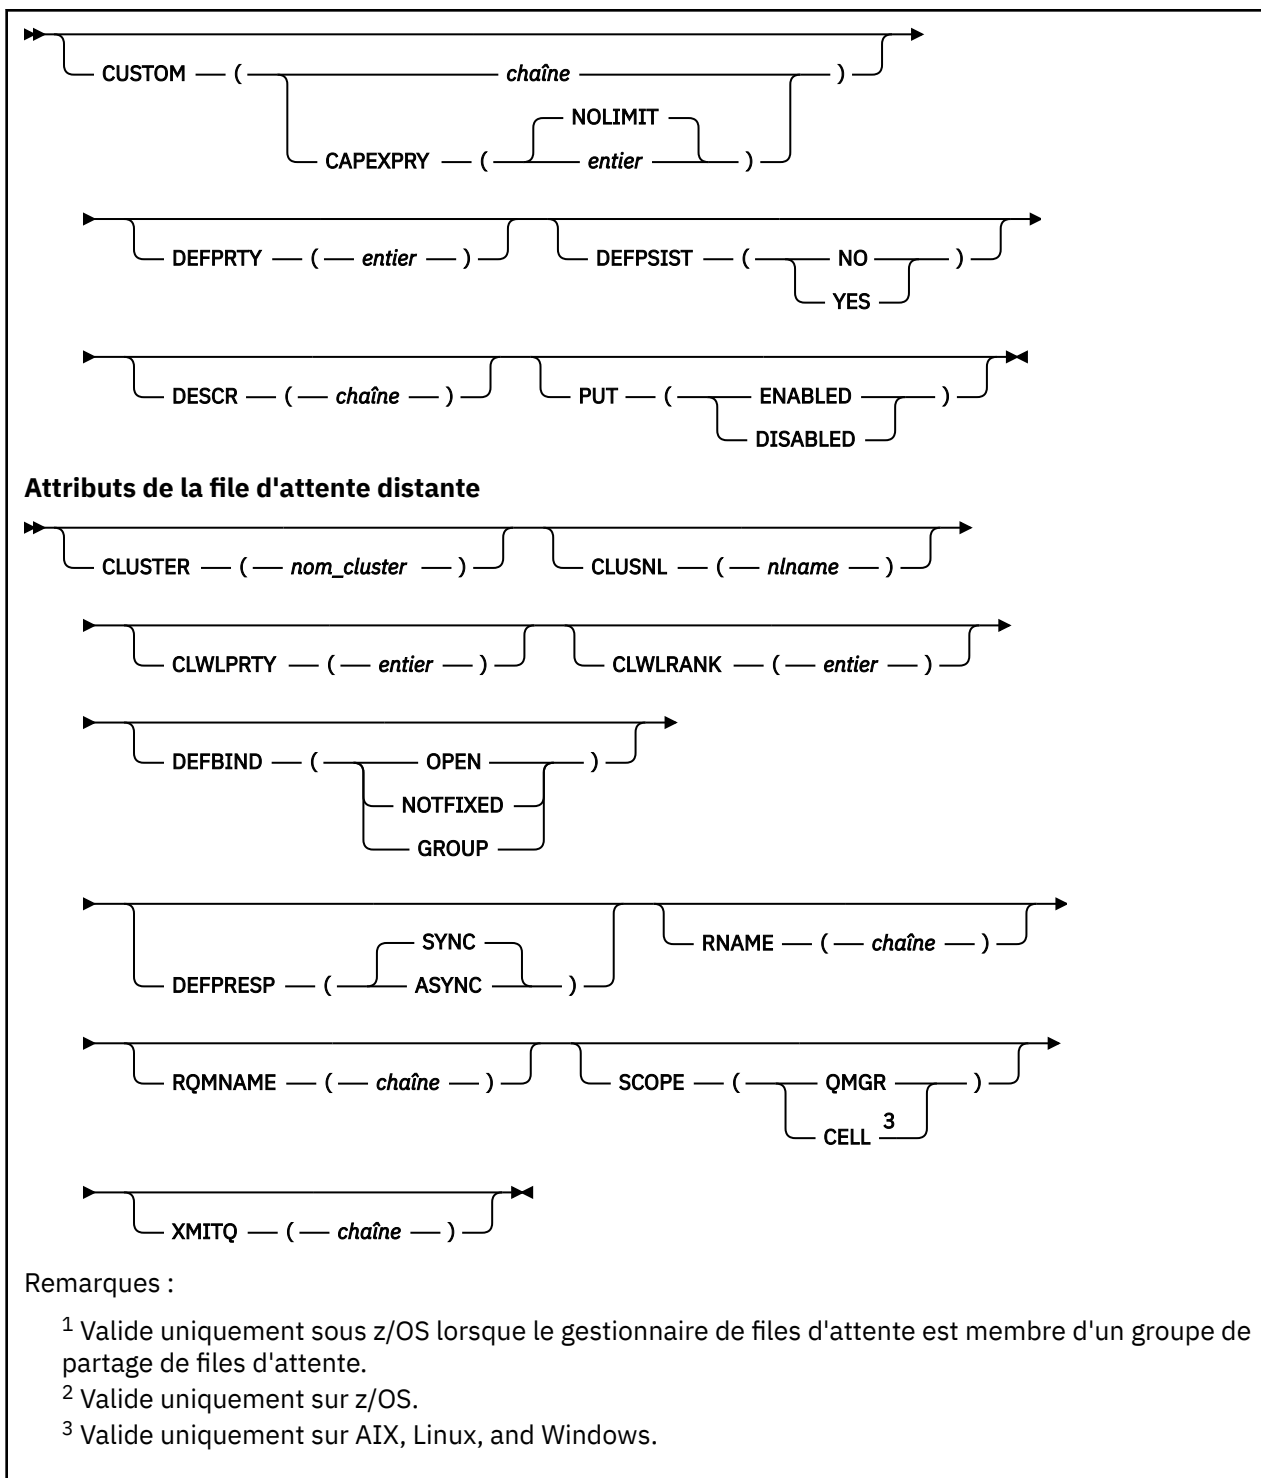 CUSTOM ( chaîne )
NOLIMIT
CAPEXPRY ( entier )
DEFPRTY ( entier ) DEFPSIST ( NO )
YES
DESCR ( chaîne ) PUT ( ENABLED )
DISABLED
Attributs de la file d'attente distante
CLUSTER ( nom_cluster ) CLUSNL ( nlname )
CLWLPRTY ( entier ) CLWLRANK ( entier )
DEFBIND ( OPEN )
NOTFIXED
GROUP
SYNC RNAME ( chaîne )
DEFPRESP ( ASYNC )
RQMNAME ( chaîne ) SCOPE ( QMGR )
CELL 3
XMITQ ( chaîne )
Remarques :
1 Valide uniquement sous z/OS lorsque le gestionnaire de files d'attente est membre d'un groupe de
partage de files d'attente.
2 Valide uniquement sur z/OS.
3 Valide uniquement sur AIX, Linux, and Windows.